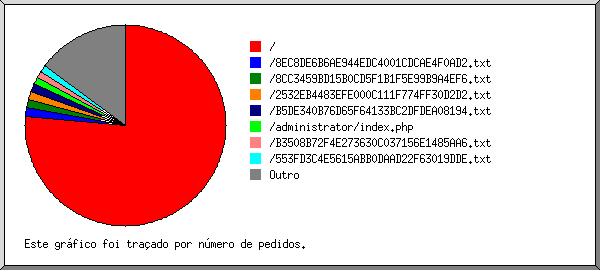 /
/8EC8DE6B6AE944EDC4001CDCAE4F0AD2.txt
/8CC3459BD15B0CD5F1B1F5E99B9A4EF6.txt
/2532EB4483EFE000C111F774FF30D2D2.txt
/B5DE340B76D65F64133BC2DFDEA08194.txt
/administrator/index.php
/B3508B72F4E273630C037156E1485AA6.txt
/553FD3C4E5615ABB0DAAD22F63019DDE.txt
Outro
Este gráfico foi traçado por número de pedidos.